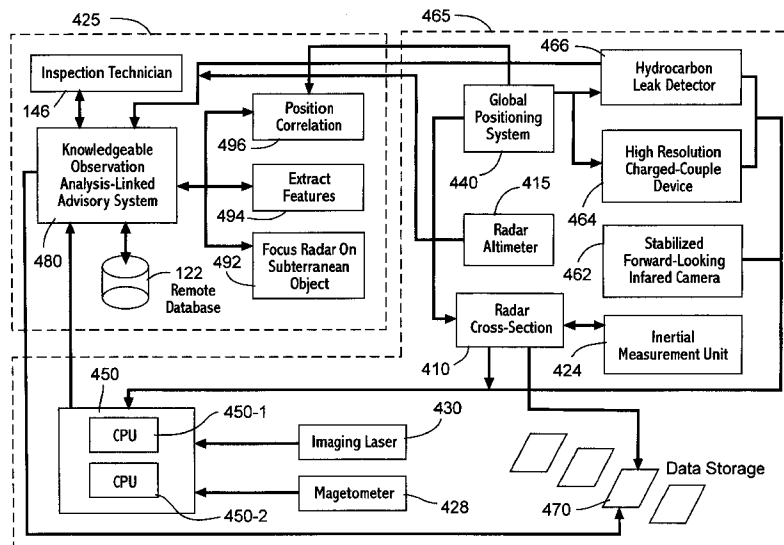 425
465
Inspection Technician
146
Knowledgeable
Observation
Analysis-Linked
Advisory System
480
122
Remote
Database
Position
Correlation
496
Extract
Features
494
Focus Radar On
Subterranean
Object
492
Global
Positioning
System
440
415
Radar
Altimeter
Radar
Cross-Section
410
466
Hydrocarbon
Leak Detector
High Resolution
Charged-Couple
Device
464
462
Stabilized
Forward-Looking
Infared Camera
Inertial
Measurement
Unit
424
450
CPU
450-1
CPU
450-2
430
Imaging Laser
Magetometer
428
Data Storage
470